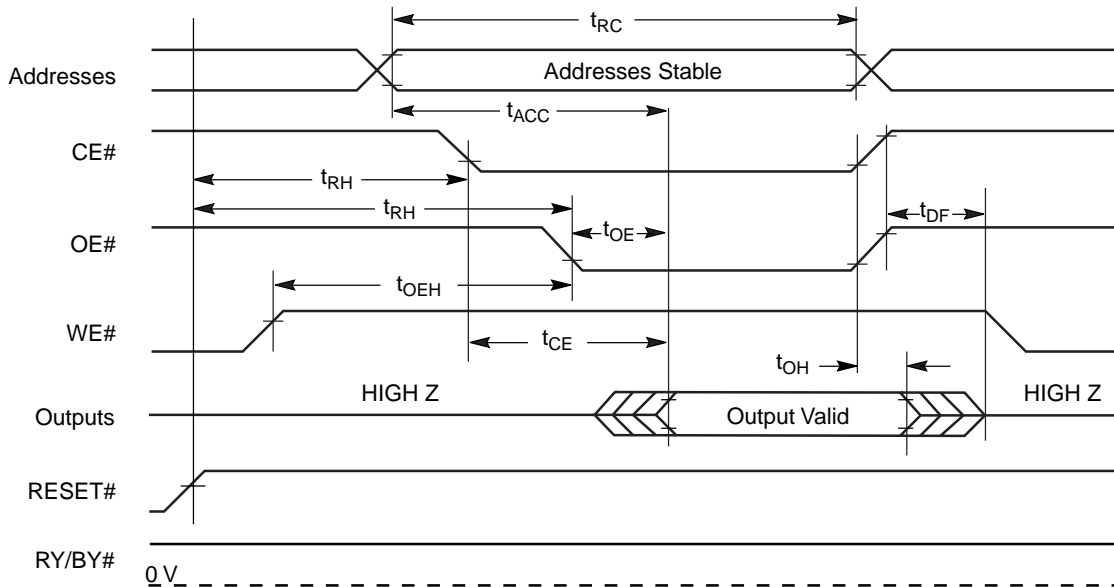 tRC
Addresses
Addresses Stable
tACC
CE#
tRH
tRH
tDF
OE#
tOE
tOEH
WE#
tCE
tOH
HIGH Z
HIGH Z
Outputs
Output Valid
RESET#
RY/BY#
0 V